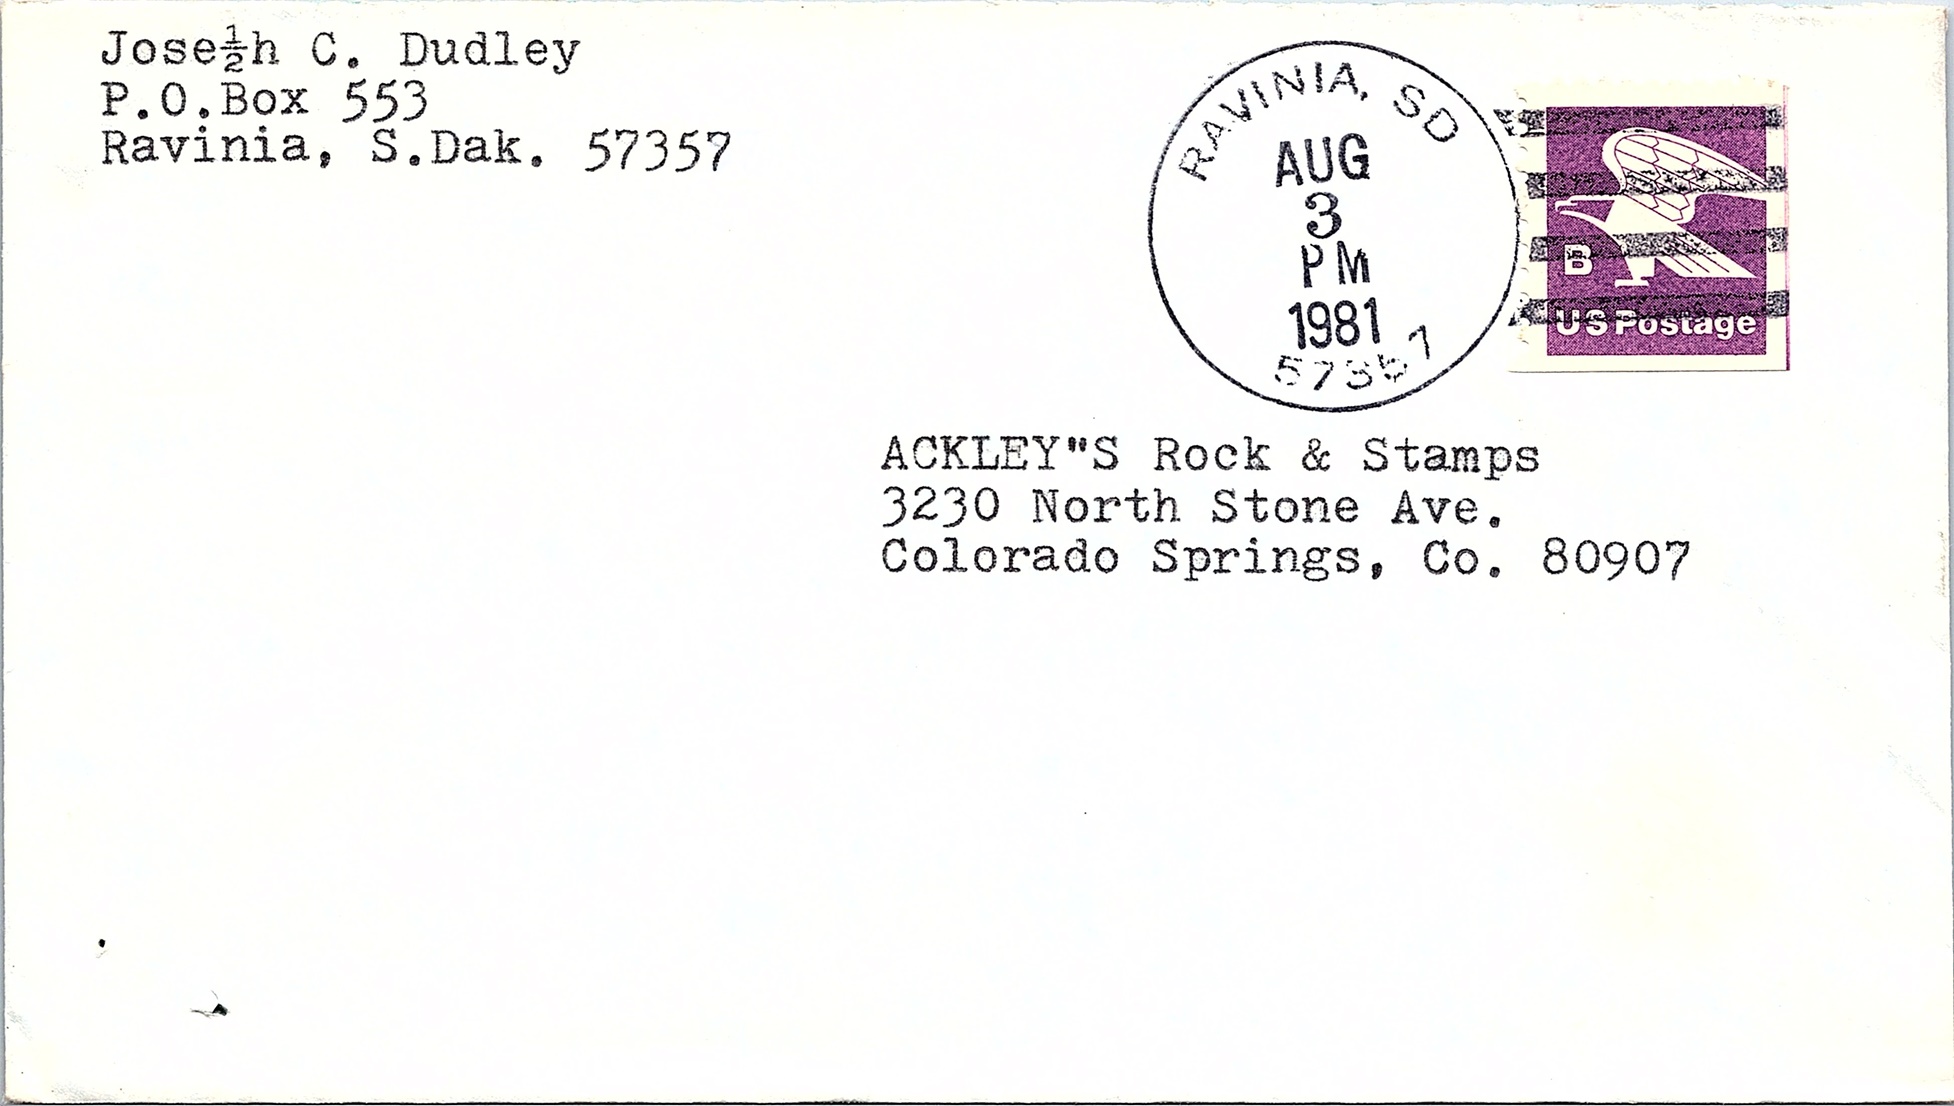 Jose½h C. Dudley
P.O.Box 553
Ravinia, S.Dak. 57357
RAVINIA, SD
AUG
3
PM
1981
57357
B
US Postage
ACKLEY"S Rock & Stamps
3230 North Stone Ave.
Colorado Springs, Co. 80907